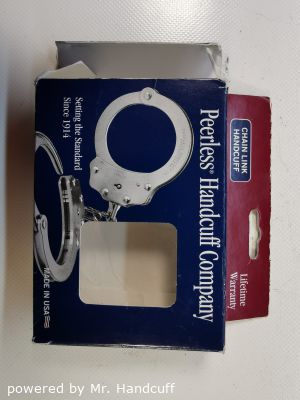 CHAIN LINK
HANDCUFF
Peerless® Handcuff Company
Setting the Standard
Since 1914
Lifetime
Warranty
MADE IN USA
powered by Mr. Handcuff